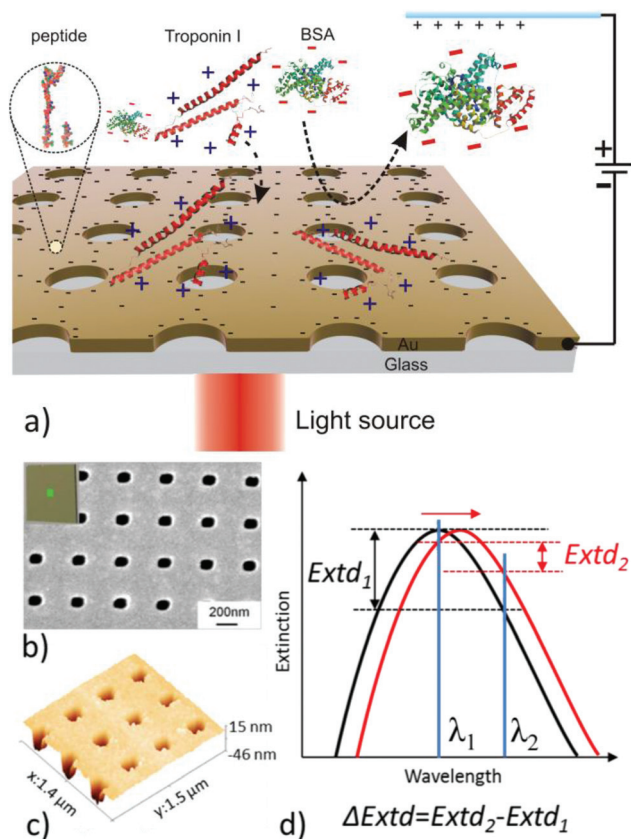 peptide
Troponin I
BSA
+ + + + +
+
-
Au
Glass
a)
Light source
b)
200nm
c)
x:1.4 μm
y:1.5 μm
15 nm
-46 nm
Extinction
Extd1
Extd2
λ1
λ2
Wavelength
d)
ΔExtd=Extd2-Extd1